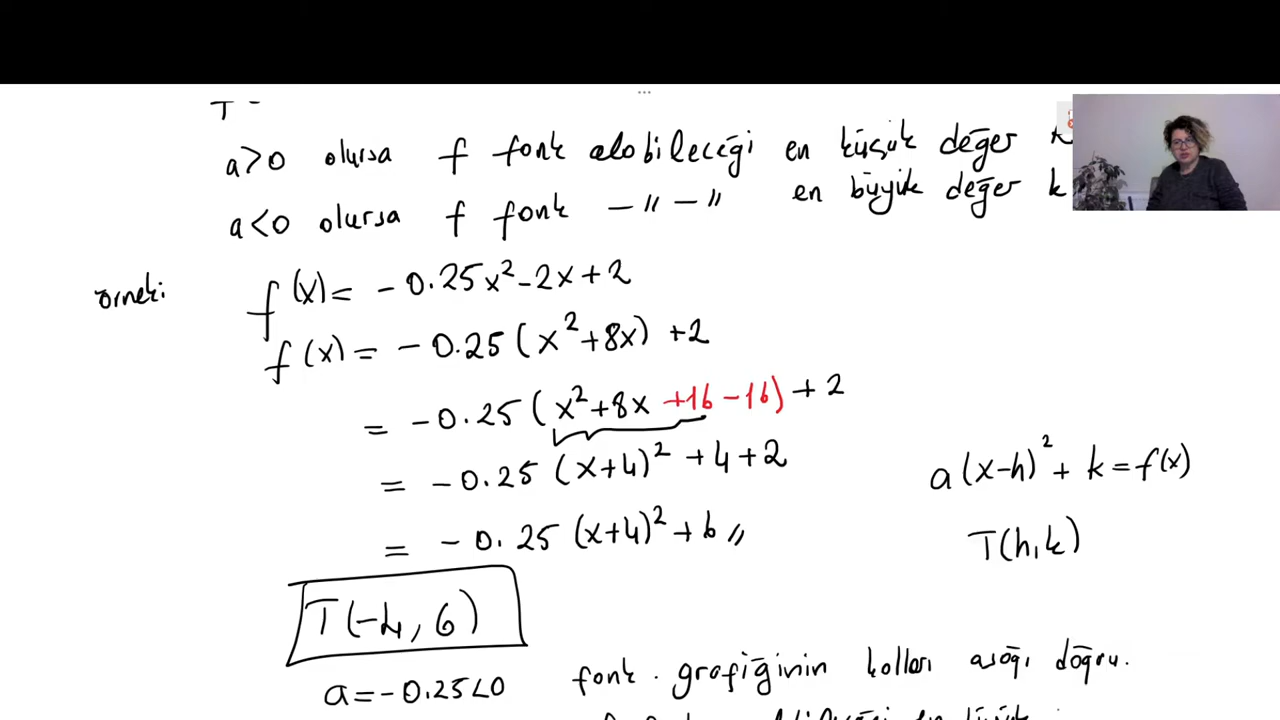 a>0 olursa f fonk alabileceği en küçük değer
a<0 olursa f fonk —〃—〃 en büyük değer k
örnek:
f(x) = -0.25x²-2x+2
f(x) = -0.25(x²+8x)+2
= -0.25(x²+8x+16-16)+2
= -0.25(x+4)²+4+2
= -0.25(x+4)²+6//
a(x-h)²+k=f(x)
T(h,k)
T(-4,6)
a=-0.25<0 fonk. grafiğinin kolları aşağı doğru.